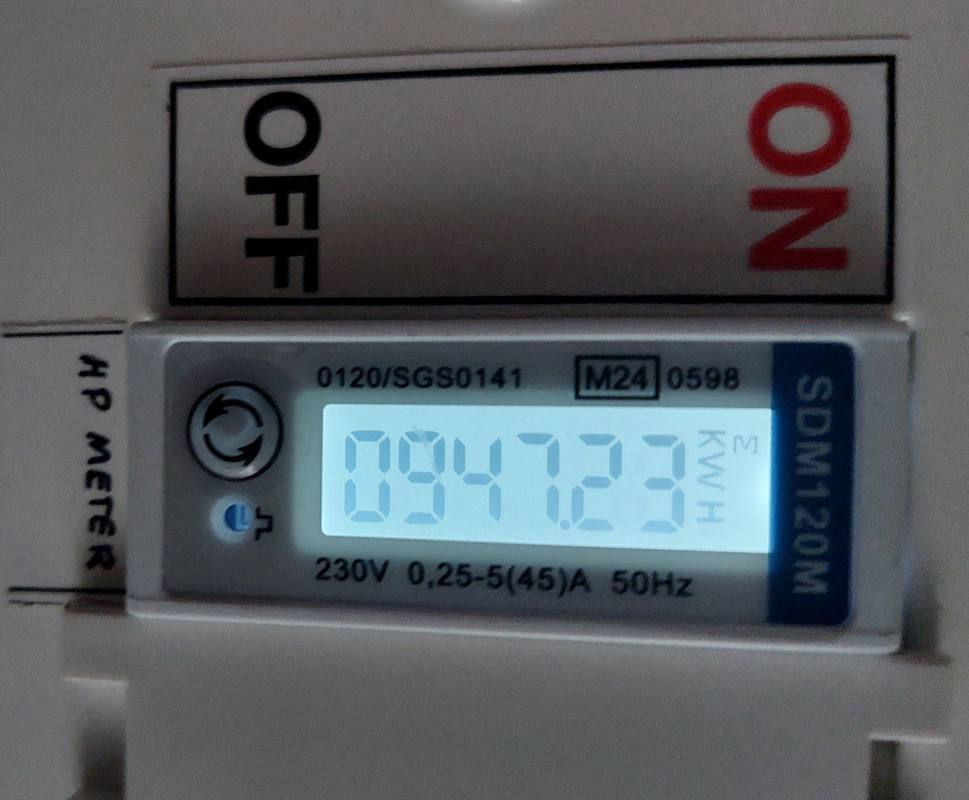 OFF
ON
HP METER
0120/SGS0141 M24 0598
0947.23
KWH
M
230V 0,25-5(45)A 50Hz
SDM120M